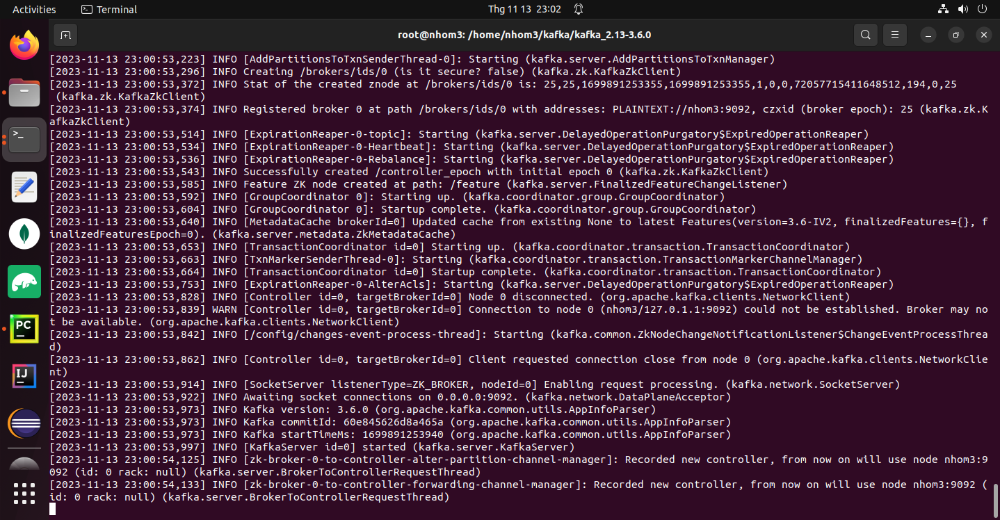 Activities
Terminal
Thg 11 13 23:02
root@nhom3: /home/nhom3/kafka/kafka_2.13-3.6.0
[2023-11-13 23:00:53,223] INFO [AddPartitionsToTxnSenderThread-0]: Starting (kafka.server.AddPartitionsToTxnManager)
[2023-11-13 23:00:53,296] INFO Creating /brokers/ids/0 (is it secure? false) (kafka.zk.KafkaZkClient)
[2023-11-13 23:00:53,372] INFO Stat of the created znode at /brokers/ids/0 is: 25,25,1699891253355,1699891253355,1,0,0,72057715411648512,194,0,25
 (kafka.zk.KafkaZkClient)
[2023-11-13 23:00:53,374] INFO Registered broker 0 at path /brokers/ids/0 with addresses: PLAINTEXT://nhom3:9092, czxid (broker epoch): 25 (kafka.zk.K
afkaZkClient)
[2023-11-13 23:00:53,514] INFO [ExpirationReaper-0-topic]: Starting (kafka.server.DelayedOperationPurgatory$ExpiredOperationReaper)
[2023-11-13 23:00:53,534] INFO [ExpirationReaper-0-Heartbeat]: Starting (kafka.server.DelayedOperationPurgatory$ExpiredOperationReaper)
[2023-11-13 23:00:53,536] INFO [ExpirationReaper-0-Rebalance]: Starting (kafka.server.DelayedOperationPurgatory$ExpiredOperationReaper)
[2023-11-13 23:00:53,543] INFO Successfully created /controller_epoch with initial epoch 0 (kafka.zk.KafkaZkClient)
[2023-11-13 23:00:53,585] INFO Feature ZK node created at path: /feature (kafka.server.FinalizedFeatureChangeListener)
[2023-11-13 23:00:53,592] INFO [GroupCoordinator 0]: Starting up. (kafka.coordinator.group.GroupCoordinator)
[2023-11-13 23:00:53,604] INFO [GroupCoordinator 0]: Startup complete. (kafka.coordinator.group.GroupCoordinator)
[2023-11-13 23:00:53,640] INFO [MetadataCache brokerId=0] Updated cache from existing None to latest Features(version=3.6-IV2, finalizedFeatures={}, f
inalizedFeaturesEpoch=0). (kafka.server.metadata.ZkMetadataCache)
[2023-11-13 23:00:53,653] INFO [TransactionCoordinator id=0] Starting up. (kafka.coordinator.transaction.TransactionCoordinator)
[2023-11-13 23:00:53,663] INFO [TxnMarkerSenderThread-0]: Starting (kafka.coordinator.transaction.TransactionMarkerChannelManager)
[2023-11-13 23:00:53,664] INFO [TransactionCoordinator id=0] Startup complete. (kafka.coordinator.transaction.TransactionCoordinator)
[2023-11-13 23:00:53,753] INFO [ExpirationReaper-0-AlterAcls]: Starting (kafka.server.DelayedOperationPurgatory$ExpiredOperationReaper)
[2023-11-13 23:00:53,828] INFO [Controller id=0, targetBrokerId=0] Node 0 disconnected. (org.apache.kafka.clients.NetworkClient)
[2023-11-13 23:00:53,839] WARN [Controller id=0, targetBrokerId=0] Connection to node 0 (nhom3/127.0.1.1:9092) could not be established. Broker may no
t be available. (org.apache.kafka.clients.NetworkClient)
[2023-11-13 23:00:53,842] INFO [/config/changes-event-process-thread]: Starting (kafka.common.ZkNodeChangeNotificationListener$ChangeEventProcessThrea
d)
[2023-11-13 23:00:53,862] INFO [Controller id=0, targetBrokerId=0] Client requested connection close from node 0 (org.apache.kafka.clients.NetworkClie
nt)
[2023-11-13 23:00:53,914] INFO [SocketServer listenerType=ZK_BROKER, nodeId=0] Enabling request processing. (kafka.network.SocketServer)
[2023-11-13 23:00:53,922] INFO Awaiting socket connections on 0.0.0.0:9092. (kafka.network.DataPlaneAcceptor)
[2023-11-13 23:00:53,973] INFO Kafka version: 3.6.0 (org.apache.kafka.common.utils.AppInfoParser)
[2023-11-13 23:00:53,973] INFO Kafka commitId: 60e845626d8a465a (org.apache.kafka.common.utils.AppInfoParser)
[2023-11-13 23:00:53,973] INFO Kafka startTimeMs: 1699891253940 (org.apache.kafka.common.utils.AppInfoParser)
[2023-11-13 23:00:53,997] INFO [KafkaServer id=0] started (kafka.server.KafkaServer)
[2023-11-13 23:00:54,125] INFO [zk-broker-0-to-controller-alter-partition-channel-manager]: Recorded new controller, from now on will use node nhom3:9
092 (id: 0 rack: null) (kafka.server.BrokerToControllerRequestThread)
[2023-11-13 23:00:54,133] INFO [zk-broker-0-to-controller-forwarding-channel-manager]: Recorded new controller, from now on will use node nhom3:9092 (
id: 0 rack: null) (kafka.server.BrokerToControllerRequestThread)
PC
IJ